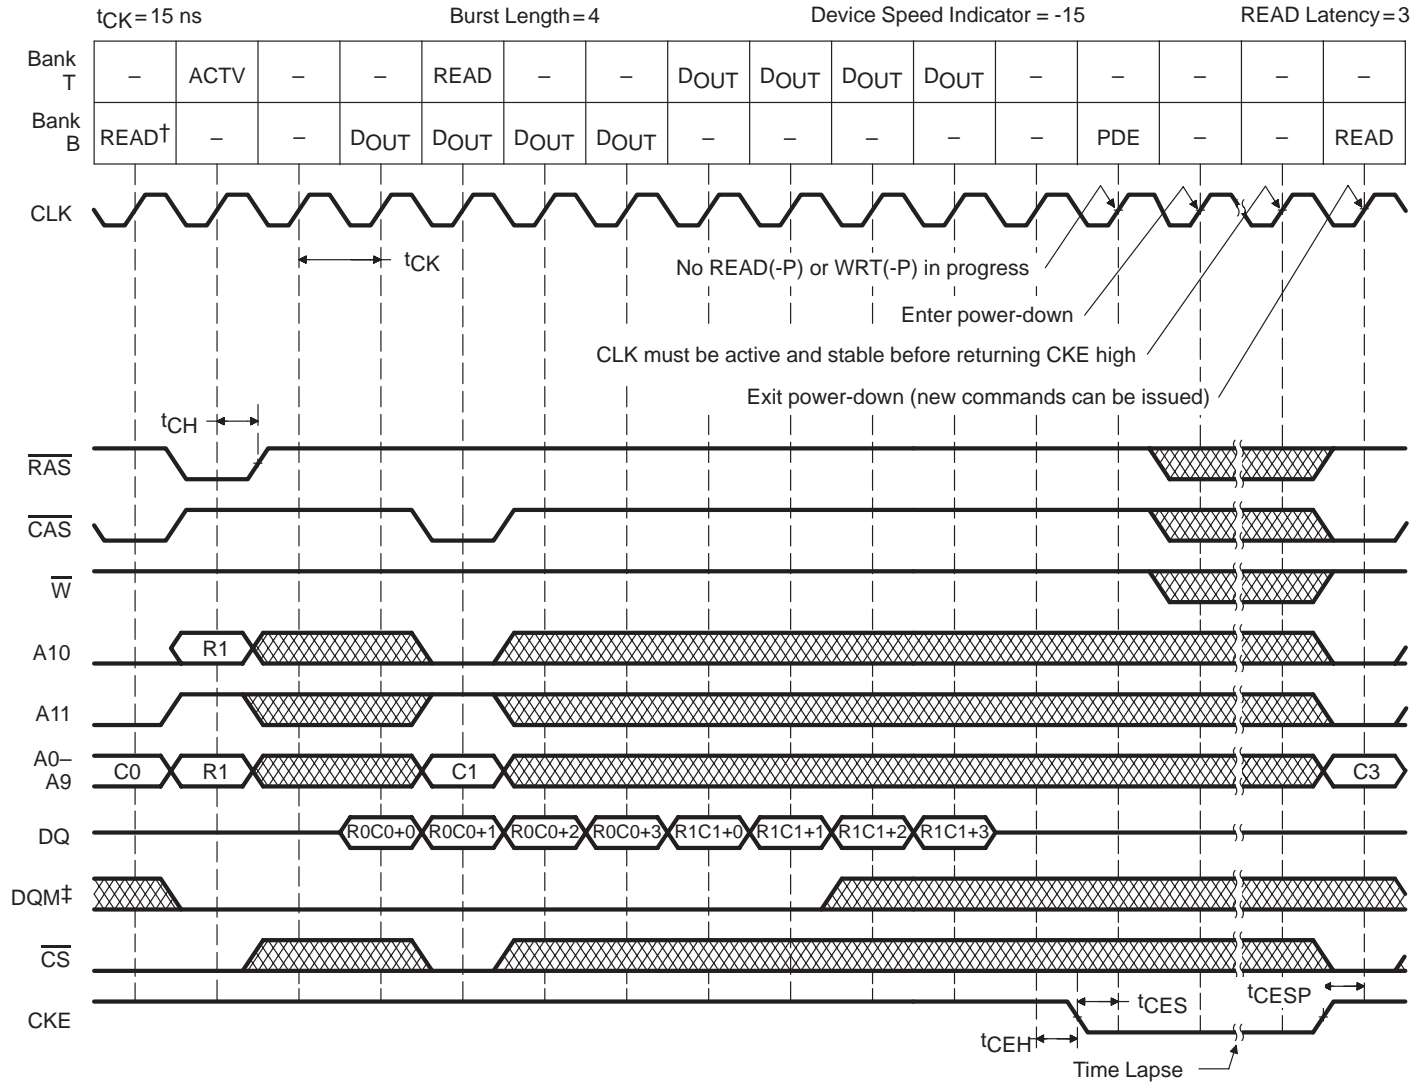 tCK = 15 ns Burst Length = 4 Device Speed Indicator = -15 READ Latency = 3
Bank T – ACTV – – READ – – DOUT DOUT DOUT DOUT – – – – –
Bank B READ† – – DOUT DOUT DOUT DOUT – – – – – PDE – – READ
CLK
tCK
No READ(-P) or WRT(-P) in progress
Enter power-down
CLK must be active and stable before returning CKE high
Exit power-down (new commands can be issued)
tCH
RAS
CAS
W
A10 R1
A11
A0–
A9 C0 R1 C1 C3
DQ R0C0+0 R0C0+1 R0C0+2 R0C0+3 R1C1+0 R1C1+1 R1C1+2 R1C1+3
DQM‡
CS
CKE
tCES
tCESP
tCEH
Time Lapse